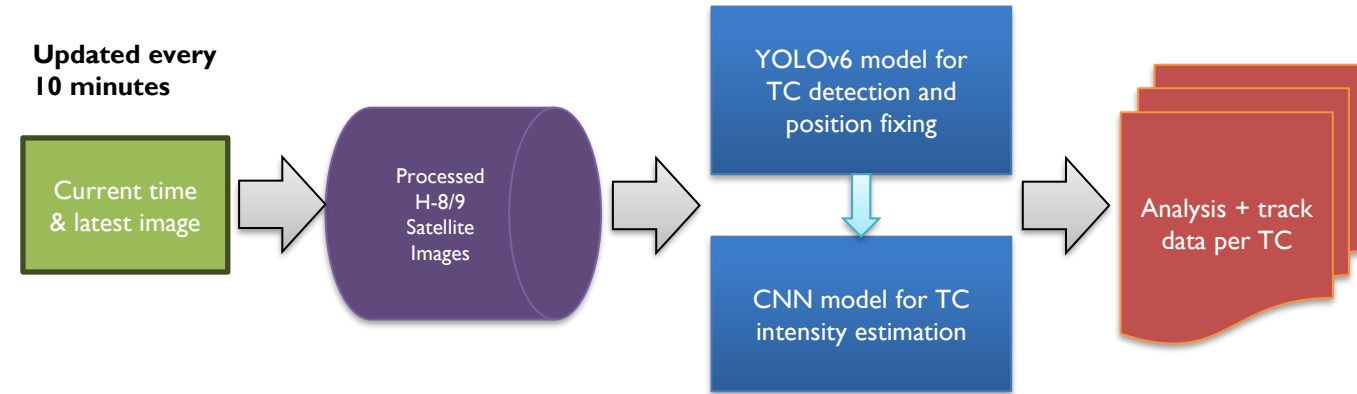 Updated every
10 minutes
Current time
& latest image
Processed
H-8/9
Satellite
Images
YOLOv6 model for
TC detection and
position fixing
CNN model for TC
intensity estimation
Analysis + track
data per TC